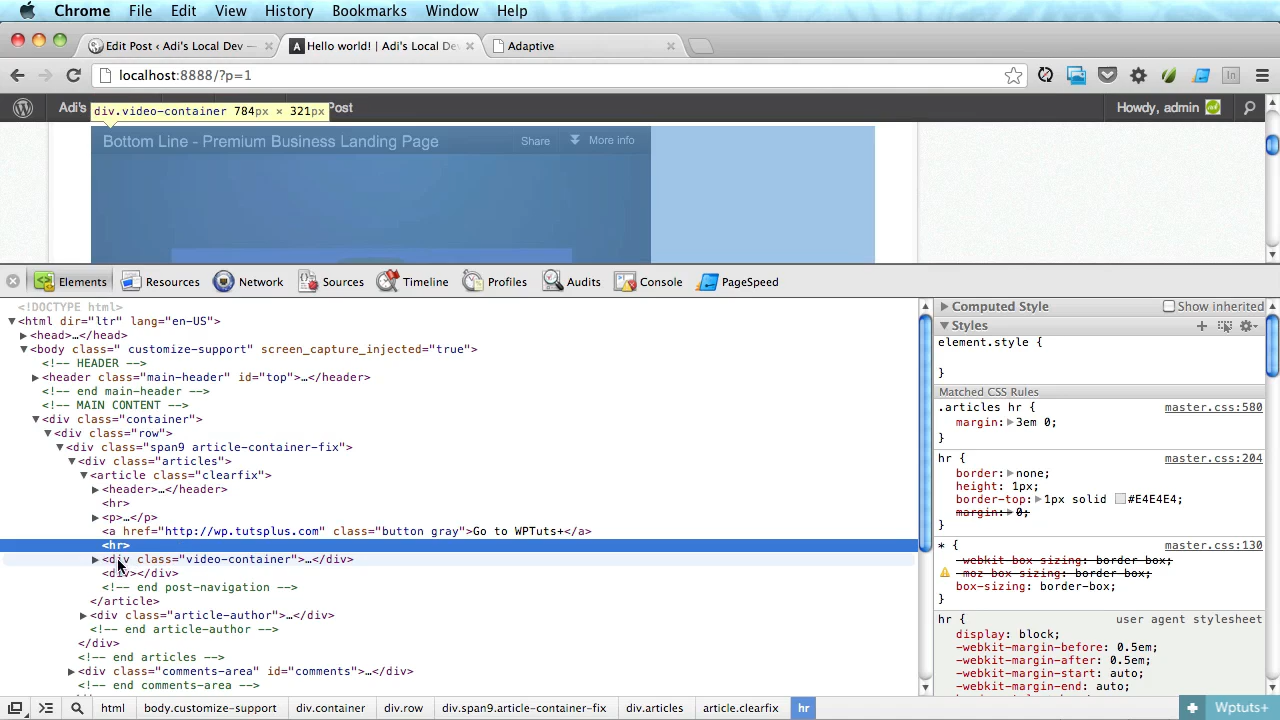 Chrome File Edit View History Bookmarks Window Help
Edit Post ‹ Adi's Local Dev — Hello world! | Adi's Local Dev Adaptive
localhost:8888/?p=1
Adi's Post Howdy, admin
div.video-container 784px × 321px
Bottom Line - Premium Business Landing Page Share More info
Elements Resources Network Sources Timeline Profiles Audits Console PageSpeed
<!DOCTYPE html>
<html dir="ltr" lang="en-US">
<head>…</head>
<body class=" customize-support" screen_capture_injected="true">
<!-- HEADER -->
<header class="main-header" id="top">…</header>
<!-- end main-header -->
<!-- MAIN CONTENT -->
<div class="container">
<div class="row">
<div class="span9 article-container-fix">
<div class="articles">
<article class="clearfix">
<header>…</header>
<hr>
<p>…</p>
<a href="http://wp.tutsplus.com" class="button gray">Go to WPTuts+</a>
<hr>
<div class="video-container">…</div>
<div></div>
<!-- end post-navigation -->
</article>
<div class="article-author">…</div>
<!-- end article-author -->
</div>
<!-- end articles -->
<div class="comments-area" id="comments">…</div>
<!-- end comments-area -->
Computed Style Show inherited
Styles
element.style {
}
Matched CSS Rules
.articles hr { master.css:580
margin: 3em 0;
}
hr { master.css:204
border: none;
height: 1px;
border-top: 1px solid #E4E4E4;
margin: 0;
}
* { master.css:130
-webkit-box-sizing: border-box;
-moz-box-sizing: border-box;
box-sizing: border-box;
}
hr { user agent stylesheet
display: block;
-webkit-margin-before: 0.5em;
-webkit-margin-after: 0.5em;
-webkit-margin-start: auto;
-webkit-margin-end: auto;
html body.customize-support div.container div.row div.span9.article-container-fix div.articles article.clearfix hr
Wptuts+